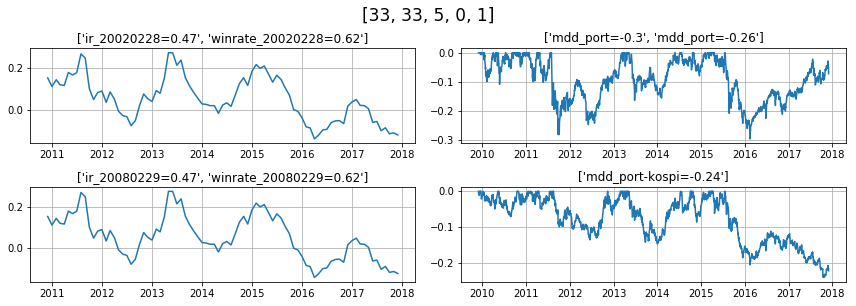 [33, 33, 5, 0, 1]
['ir_20020228=0.47', 'winrate_20020228=0.62']
0.2
0.0
2011 2012 2013 2014 2015 2016 2017 2018
['mdd_port=-0.3', 'mdd_port=-0.26']
0.0
−0.1
−0.2
−0.3
2010 2011 2012 2013 2014 2015 2016 2017 2018
['ir_20080229=0.47', 'winrate_20080229=0.62']
0.2
0.0
2011 2012 2013 2014 2015 2016 2017 2018
['mdd_port-kospi=-0.24']
0.0
−0.1
−0.2
2010 2011 2012 2013 2014 2015 2016 2017 2018